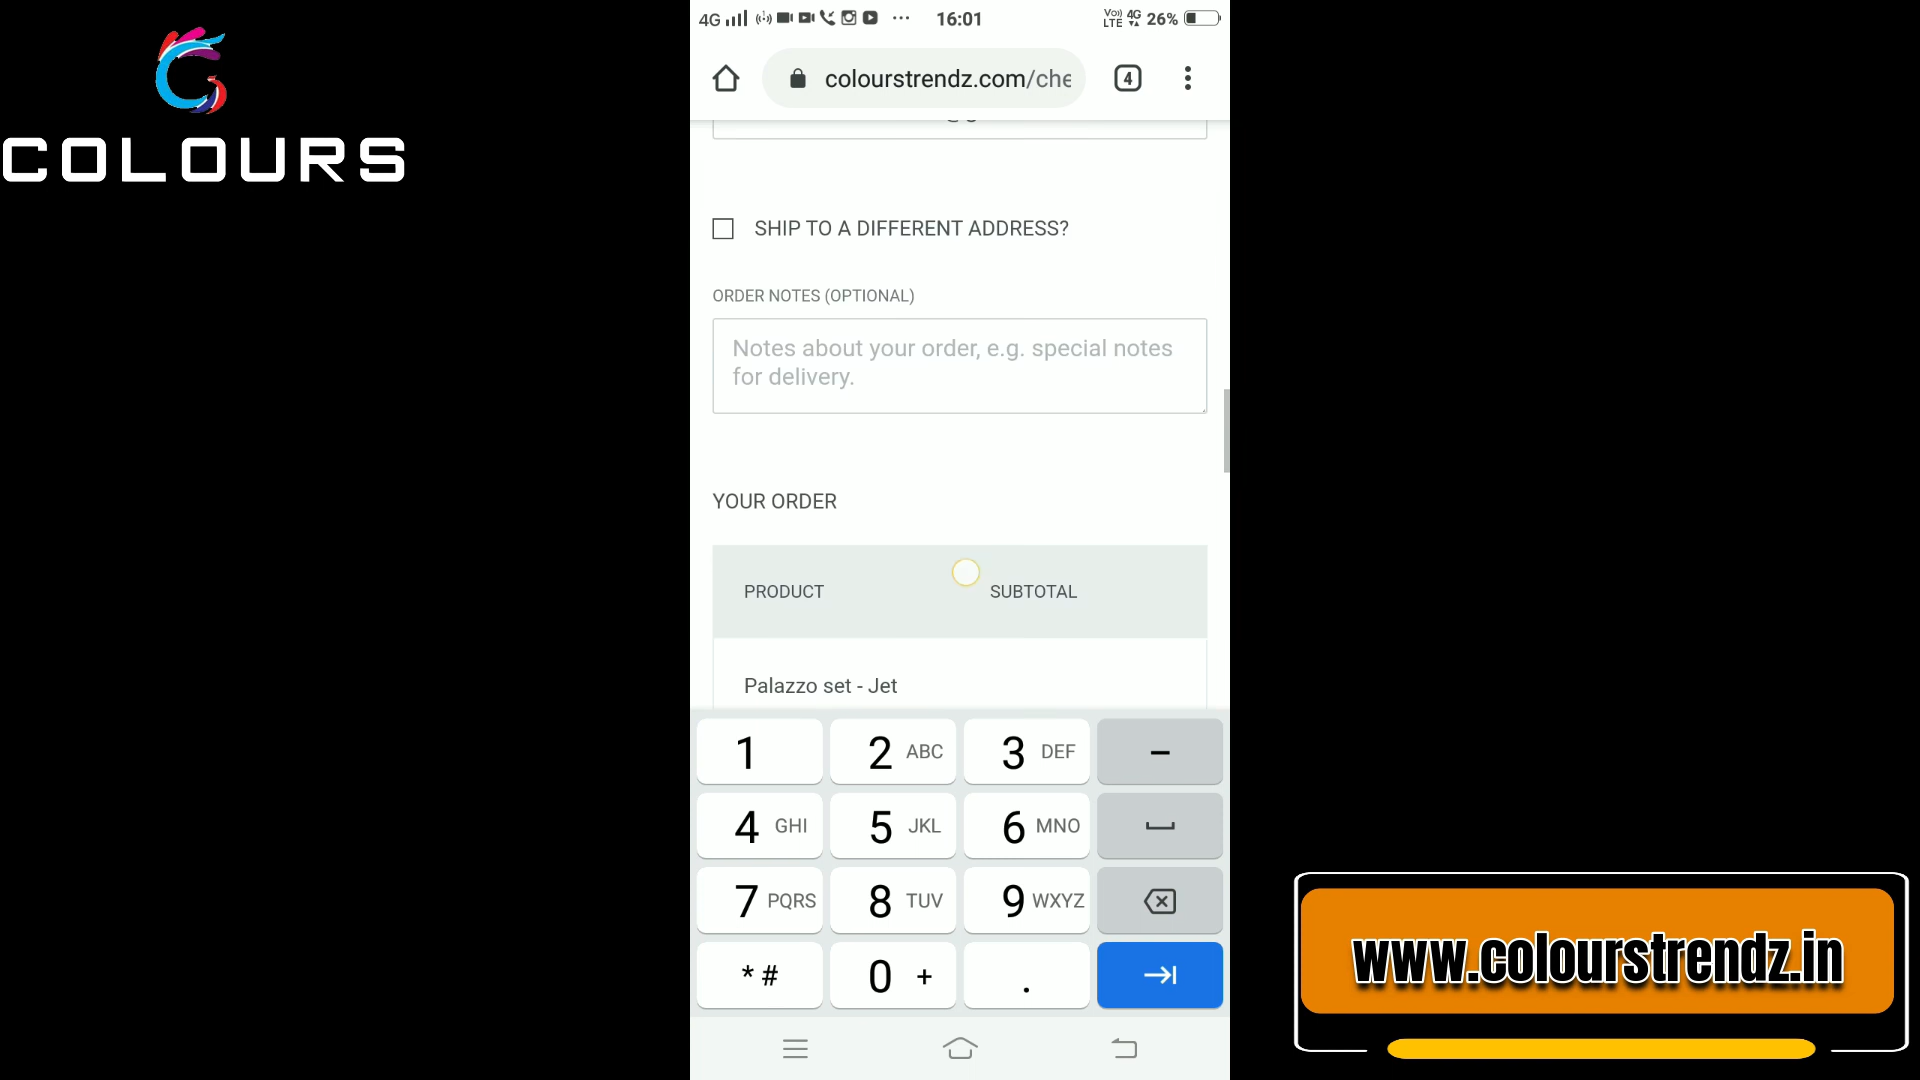 COLOURS
4G 16:01 Vo)) LTE 4G 26%
colourstrendz.com/che 4
SHIP TO A DIFFERENT ADDRESS?
ORDER NOTES (OPTIONAL)
Notes about your order, e.g. special notes
for delivery.
YOUR ORDER
PRODUCT SUBTOTAL
Palazzo set - Jet
1 2 ABC 3 DEF –
4 GHI 5 JKL 6 MNO
7 PQRS 8 TUV 9 WXYZ
* # 0 + .
www.colourstrendz.in